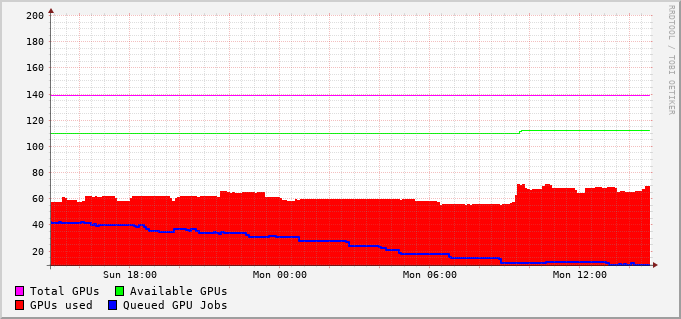 200
180
160
140
120
100
80
60
40
20
Sun 18:00 Mon 00:00 Mon 06:00 Mon 12:00
Total GPUs Available GPUs
GPUs used Queued GPU Jobs
RRDTOOL / TOBI OETIKER